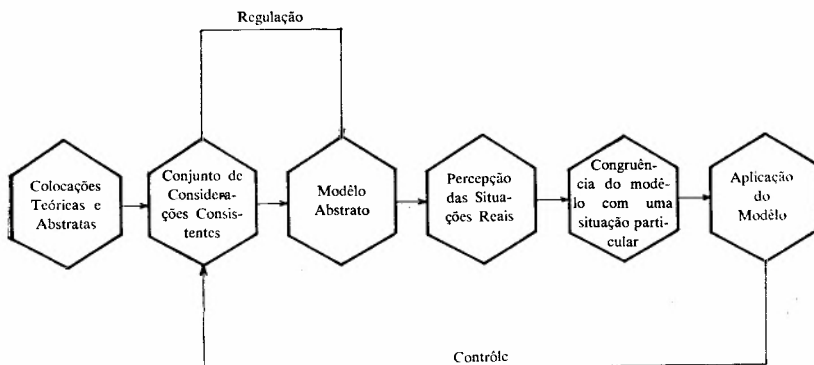 Regulação
Colocações
Teóricas e
Abstratas
Conjunto de
Considera-
ções Consis-
tentes
Modêlo
Abstrato
Percepção
das Situa-
ções Reais
Congruên-
cia do modê-
lo com uma
situação parti-
cular
Aplicação
do
Modêlo
Contrôle